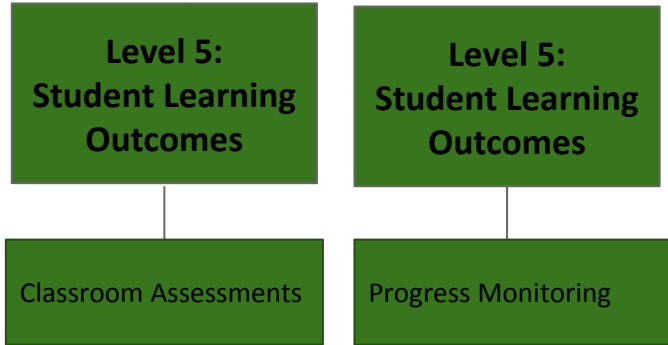 Level 5:
Student Learning
Outcomes
Level 5:
Student Learning
Outcomes
Classroom Assessments
Progress Monitoring